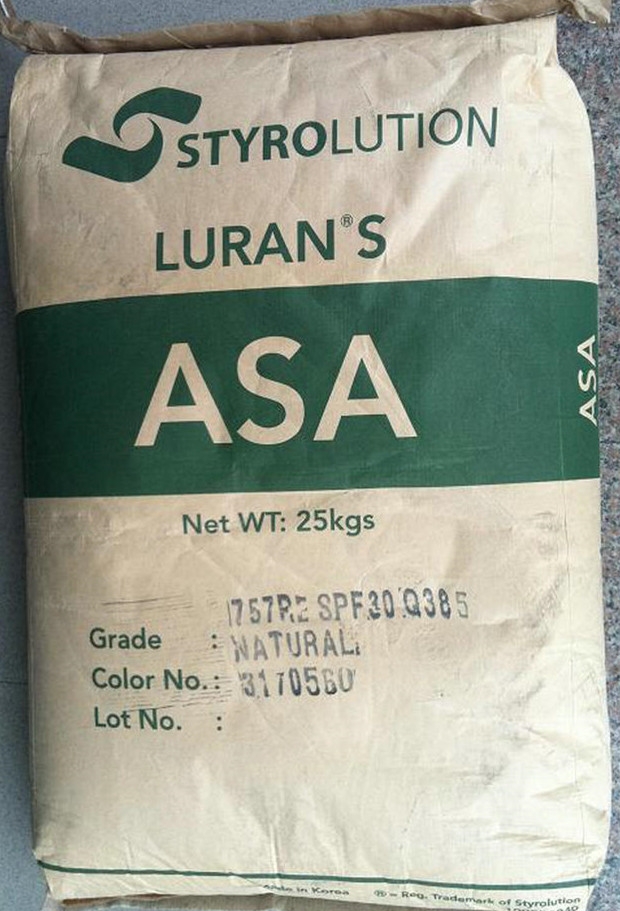 STYROLUTION
LURAN® S
ASA
ASA
Net WT: 25kgs
757RE SPF30 Q385
Grade : NATURAL
Color No.: 
Lot No. :
Made in Korea ® = Reg. Trademark of Styrolution